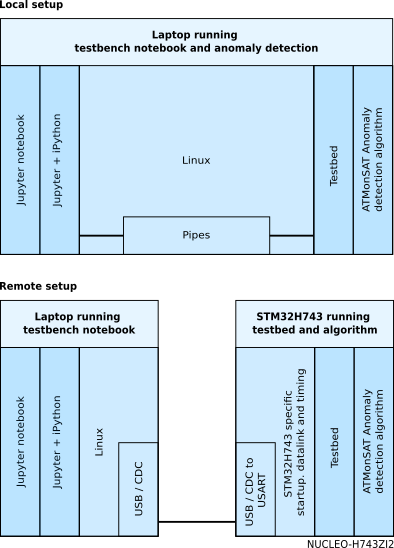 Local setup
Laptop running
testbench notebook and anomaly detection
Jupyter notebook
Jupyter + iPython
Linux
Pipes
Testbed
ATMonSAT Anomaly
detection algorithm
Remote setup
Laptop running
testbench notebook
Jupyter notebook
Jupyter + iPython
Linux
USB / CDC
STM32H743 running
testbed and algorithm
USB / CDC to
USART
STM32H743 specific
startup. datalink and timing
Testbed
ATMonSAT Anomaly
detection algorithm
NUCLEO-H743ZI2